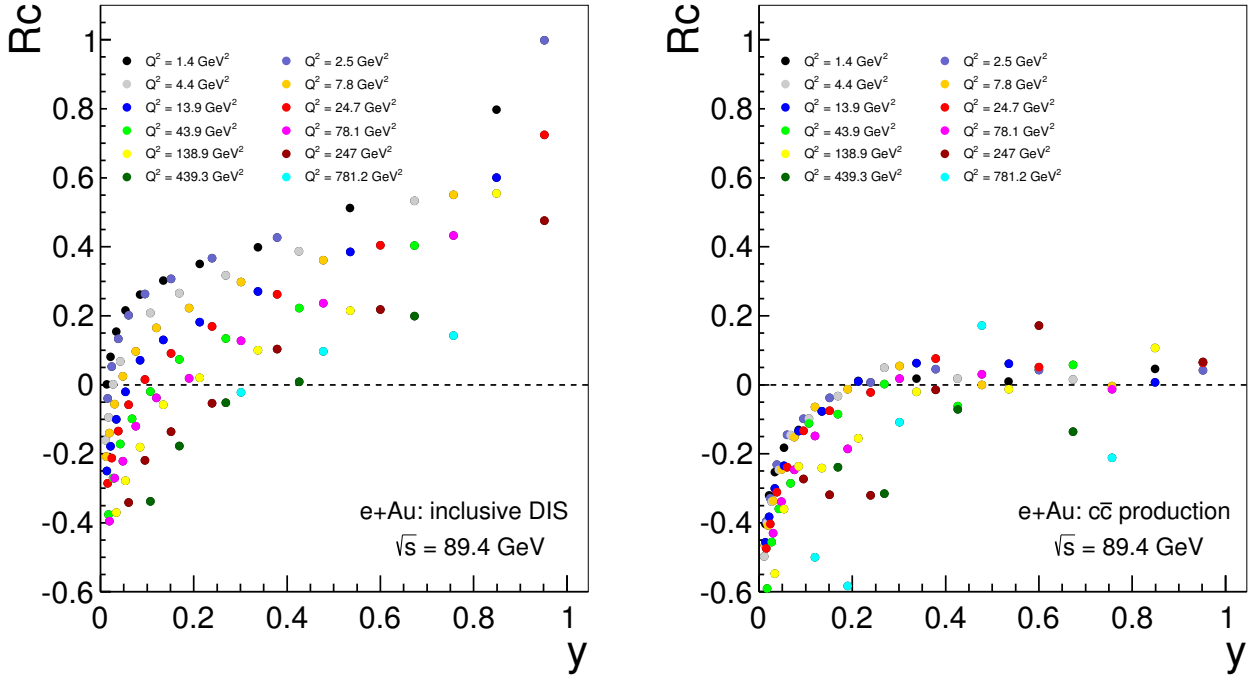 Rc
1
0.8
0.6
0.4
0.2
0
-0.2
-0.4
-0.6
Q² = 1.4 GeV² Q² = 2.5 GeV²
Q² = 4.4 GeV² Q² = 7.8 GeV²
Q² = 13.9 GeV² Q² = 24.7 GeV²
Q² = 43.9 GeV² Q² = 78.1 GeV²
Q² = 138.9 GeV² Q² = 247 GeV²
Q² = 439.3 GeV² Q² = 781.2 GeV²
e+Au: inclusive DIS
√s = 89.4 GeV
0 0.2 0.4 0.6 0.8 1
y
Rc
1
0.8
0.6
0.4
0.2
0
-0.2
-0.4
-0.6
Q² = 1.4 GeV² Q² = 2.5 GeV²
Q² = 4.4 GeV² Q² = 7.8 GeV²
Q² = 13.9 GeV² Q² = 24.7 GeV²
Q² = 43.9 GeV² Q² = 78.1 GeV²
Q² = 138.9 GeV² Q² = 247 GeV²
Q² = 439.3 GeV² Q² = 781.2 GeV²
e+Au: cc̅ production
√s = 89.4 GeV
0 0.2 0.4 0.6 0.8 1
y